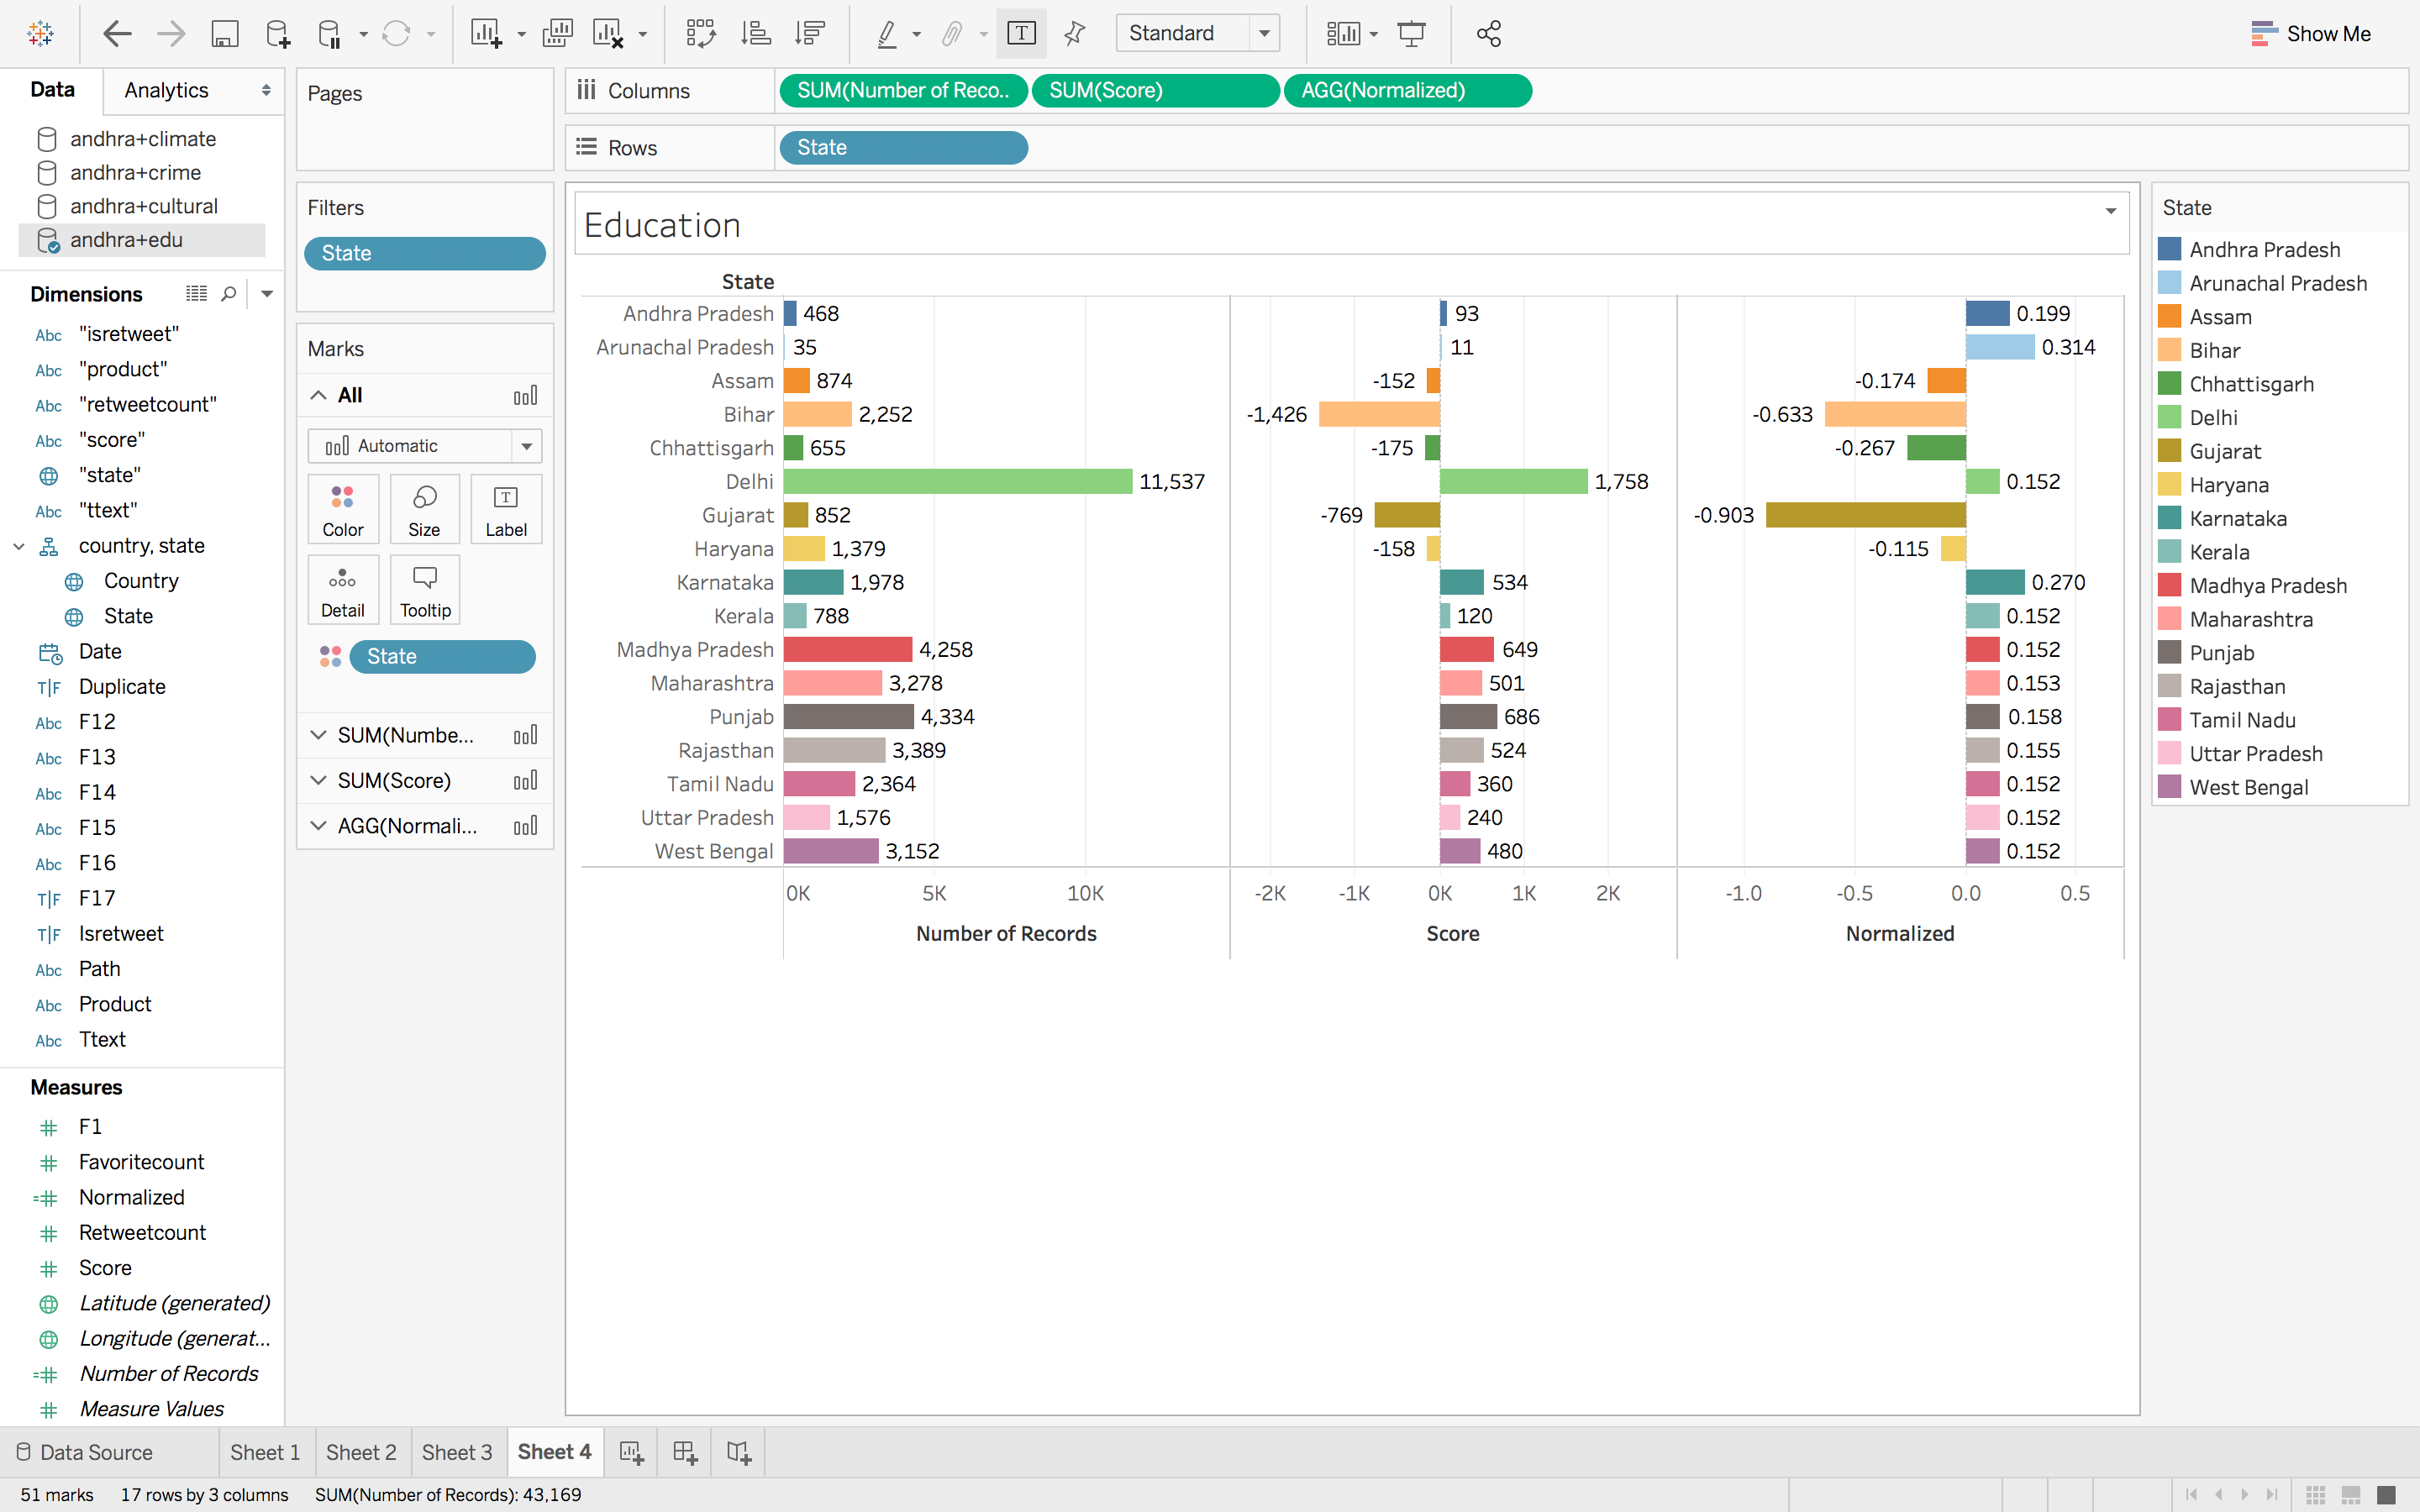 Standard
Show Me
Data
Analytics
Pages
Columns
SUM(Number of Reco..
SUM(Score)
AGG(Normalized)
Rows
State
andhra+climate
andhra+crime
andhra+cultural
andhra+edu
Dimensions
Abc "isretweet"
Abc "product"
Abc "retweetcount"
Abc "score"
"state"
Abc "ttext"
country, state
Country
State
Date
T|F Duplicate
Abc F12
Abc F13
Abc F14
Abc F15
Abc F16
T|F F17
T|F Isretweet
Abc Path
Abc Product
Abc Ttext
Measures
# F1
# Favoritecount
=# Normalized
# Retweetcount
# Score
Latitude (generated)
Longitude (generat...
=# Number of Records
# Measure Values
Filters
State
Marks
All
Automatic
Color
Size
T Label
Detail
Tooltip
State
SUM(Numbe...
SUM(Score)
AGG(Normali...
Education
State
Andhra Pradesh 468 93 0.199
Arunachal Pradesh 35 11 0.314
Assam 874 -152 -0.174
Bihar 2,252 -1,426 -0.633
Chhattisgarh 655 -175 -0.267
Delhi 11,537 1,758 0.152
Gujarat 852 -769 -0.903
Haryana 1,379 -158 -0.115
Karnataka 1,978 534 0.270
Kerala 788 120 0.152
Madhya Pradesh 4,258 649 0.152
Maharashtra 3,278 501 0.153
Punjab 4,334 686 0.158
Rajasthan 3,389 524 0.155
Tamil Nadu 2,364 360 0.152
Uttar Pradesh 1,576 240 0.152
West Bengal 3,152 480 0.152
0K 5K 10K -2K -1K 0K 1K 2K -1.0 -0.5 0.0 0.5
Number of Records Score Normalized
State
Andhra Pradesh
Arunachal Pradesh
Assam
Bihar
Chhattisgarh
Delhi
Gujarat
Haryana
Karnataka
Kerala
Madhya Pradesh
Maharashtra
Punjab
Rajasthan
Tamil Nadu
Uttar Pradesh
West Bengal
Data Source
Sheet 1
Sheet 2
Sheet 3
Sheet 4
51 marks 17 rows by 3 columns SUM(Number of Records): 43,169